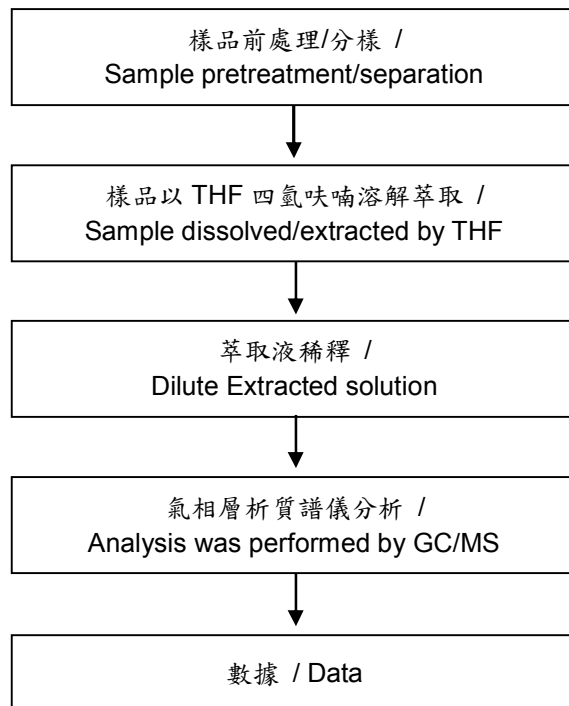 樣品前處理/分樣 /
Sample pretreatment/separation
樣品以 THF 四氫呋喃溶解萃取 /
Sample dissolved/extracted by THF
萃取液稀釋 /
Dilute Extracted solution
氣相層析質譜儀分析 /
Analysis was performed by GC/MS
數據 / Data